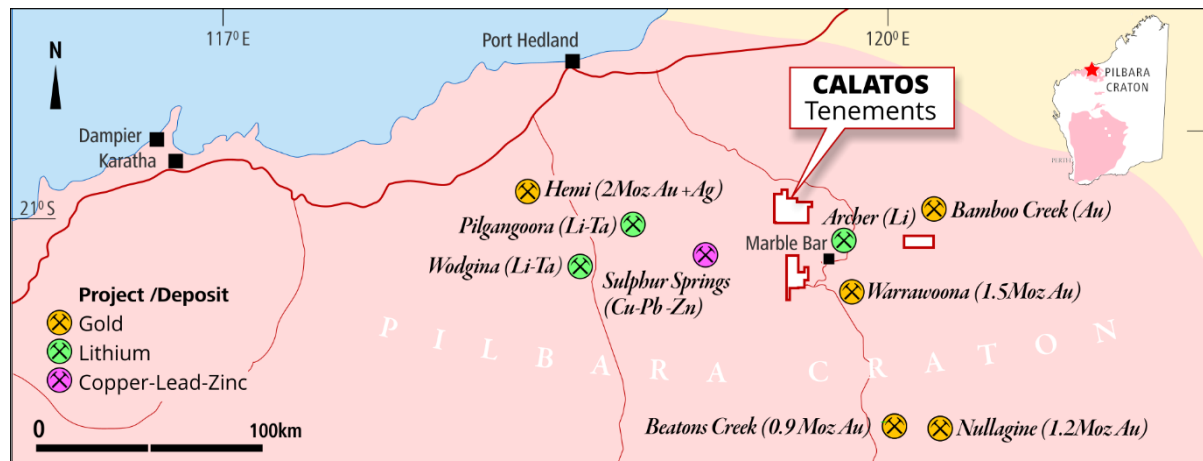 117⁰ E
120⁰ E
N
Port Hedland
CALATOS
Tenements
PILBARA
CRATON
Dampier
Karatha
21⁰ S
Hemi (2Moz Au +Ag)
Pilgangoora (Li-Ta)
Wodgina (Li-Ta)
Sulphur Springs
(Cu-Pb -Zn)
Archer (Li)
Bamboo Creek (Au)
Marble Bar
Warrawoona (1.5Moz Au)
PILBARA CRATON
Project /Deposit
Gold
Lithium
Copper-Lead-Zinc
0 100km
Beatons Creek (0.9 Moz Au)
Nullagine (1.2Moz Au)